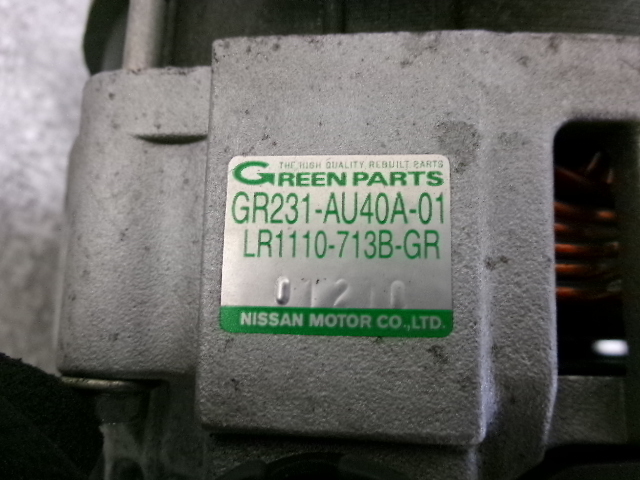 THE HIGH QUALITY REBUILT PARTS
GREEN PARTS
GR231-AU40A-01
LR1110-713B-GR
NISSAN MOTOR CO.,LTD.